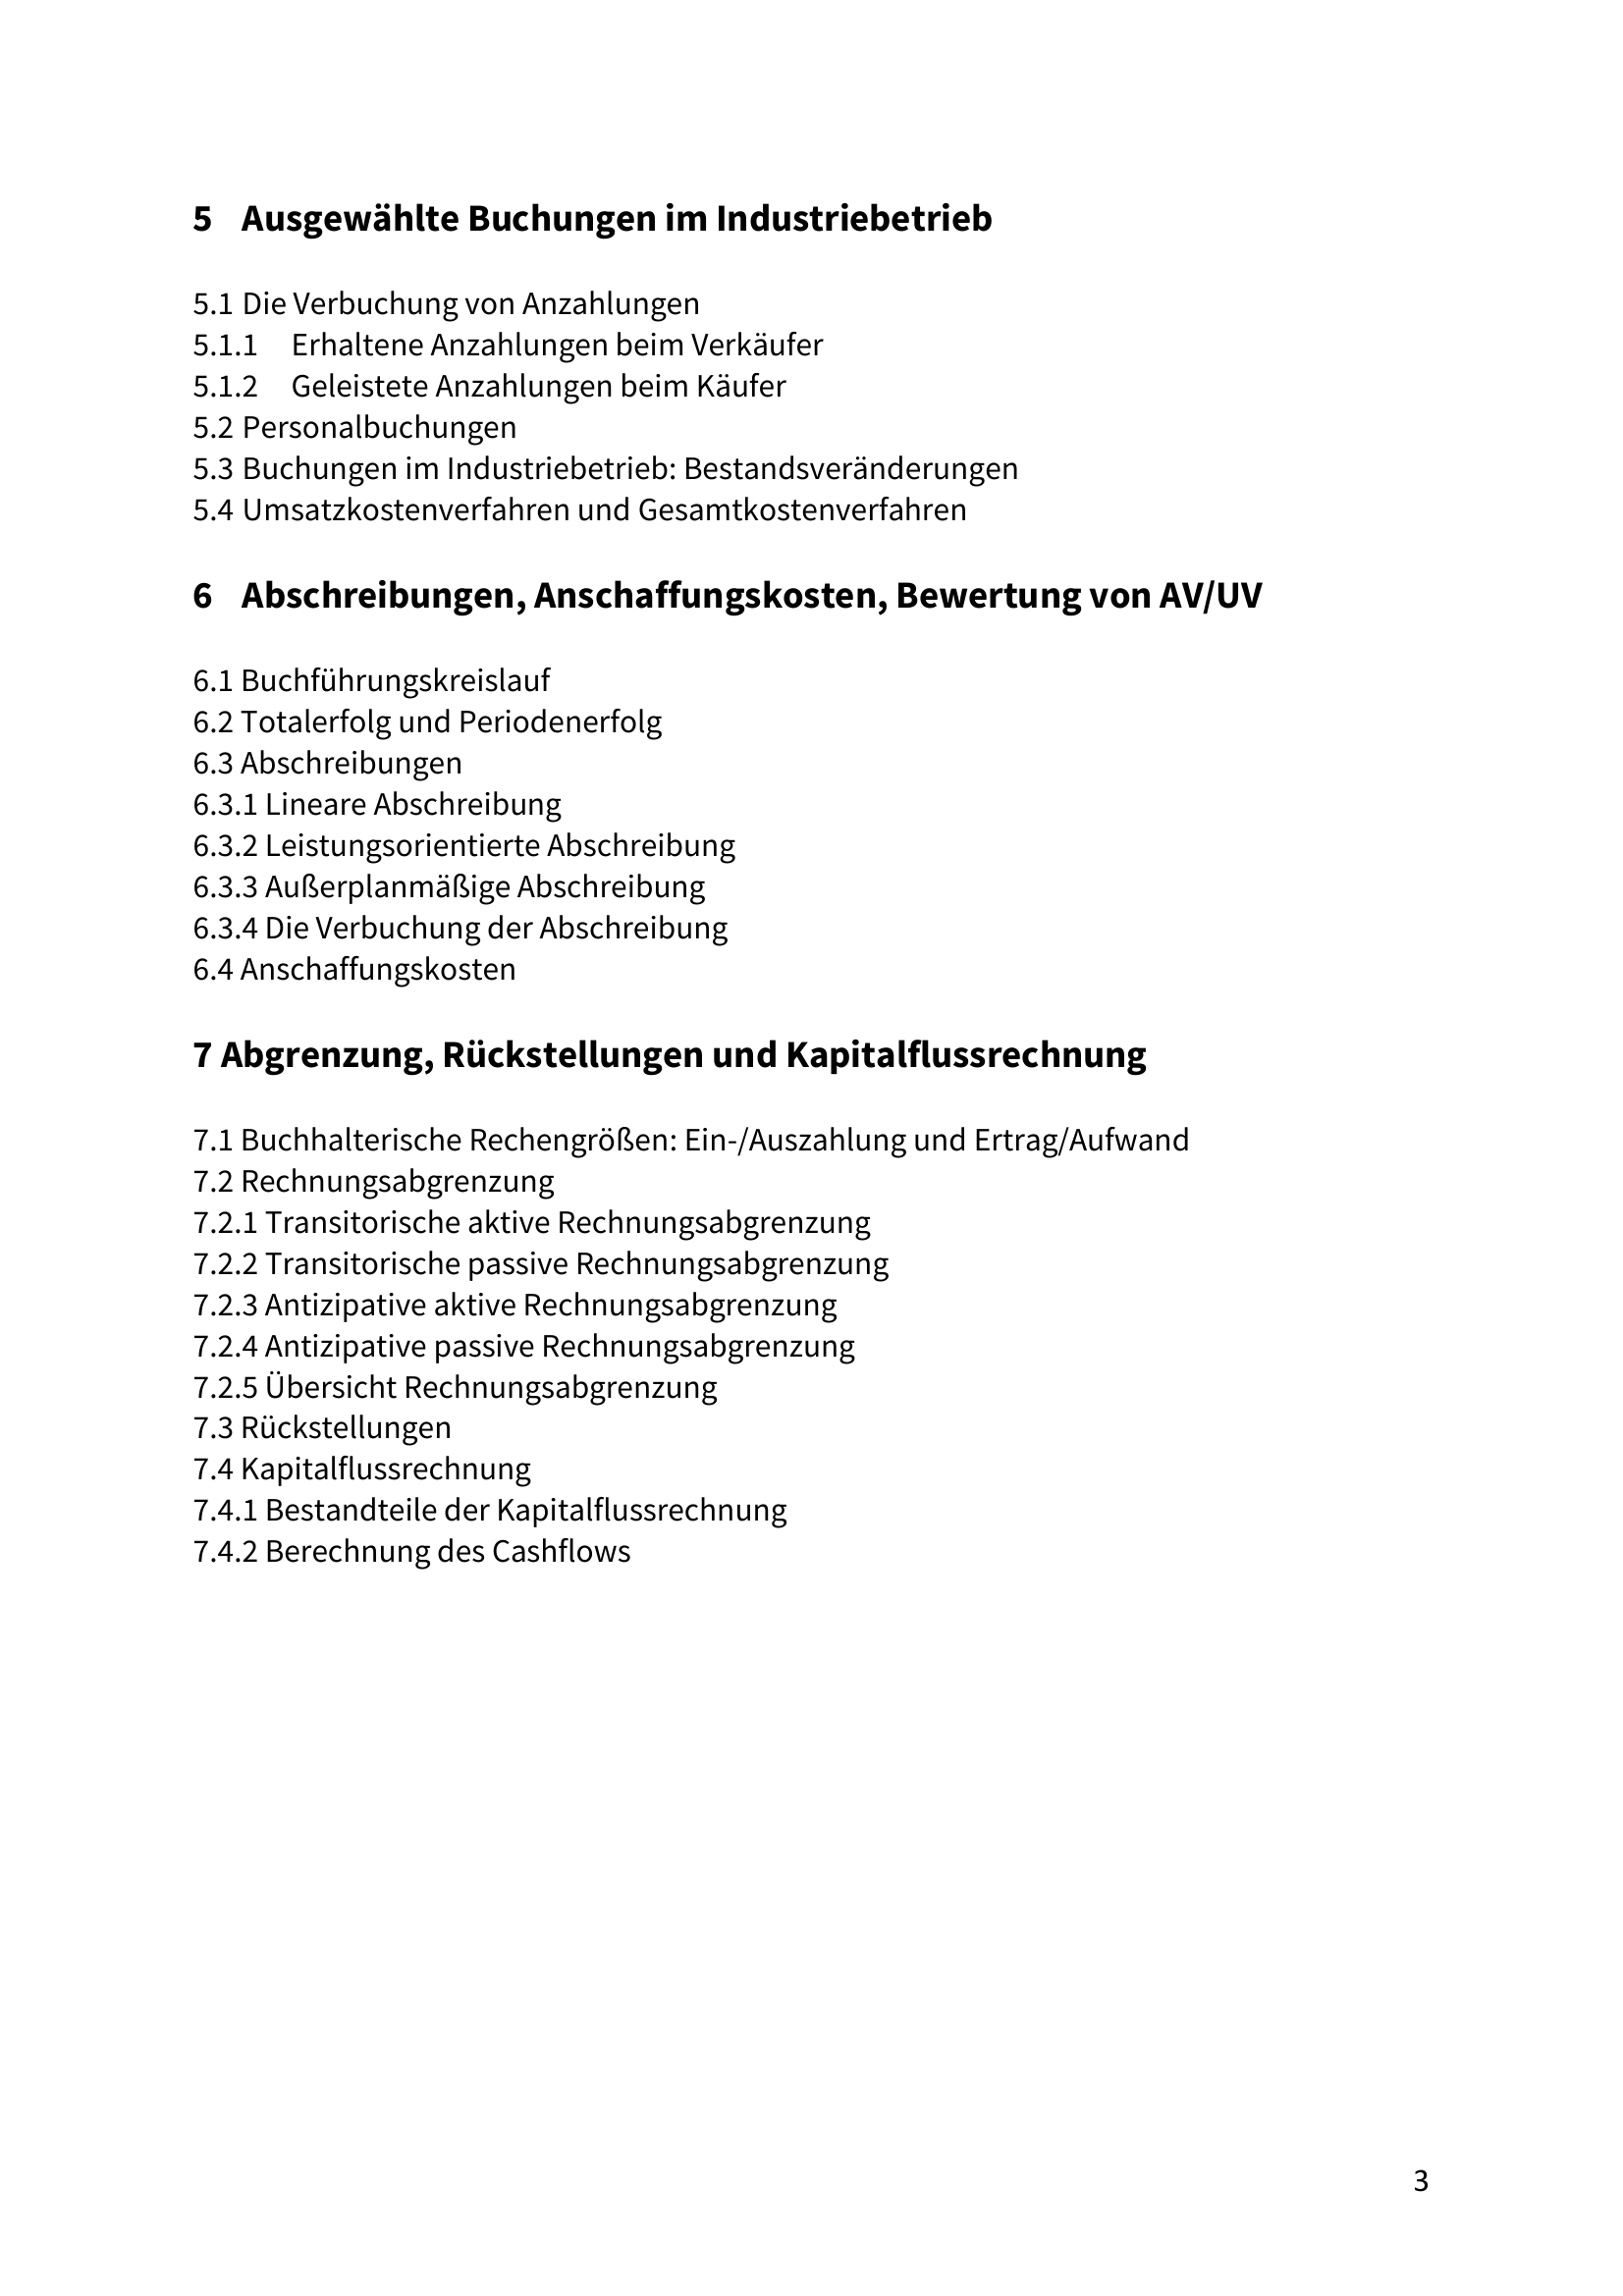 5 Ausgewählte Buchungen im Industriebetrieb
5.1 Die Verbuchung von Anzahlungen
5.1.1 Erhaltene Anzahlungen beim Verkäufer
5.1.2 Geleistete Anzahlungen beim Käufer
5.2 Personalbuchungen
5.3 Buchungen im Industriebetrieb: Bestandsveränderungen
5.4 Umsatzkostenverfahren und Gesamtkostenverfahren
6 Abschreibungen, Anschaffungskosten, Bewertung von AV/UV
6.1 Buchführungskreislauf
6.2 Totalerfolg und Periodenerfolg
6.3 Abschreibungen
6.3.1 Lineare Abschreibung
6.3.2 Leistungsorientierte Abschreibung
6.3.3 Außerplanmäßige Abschreibung
6.3.4 Die Verbuchung der Abschreibung
6.4 Anschaffungskosten
7 Abgrenzung, Rückstellungen und Kapitalflussrechnung
7.1 Buchhalterische Rechengrößen: Ein-/Auszahlung und Ertrag/Aufwand
7.2 Rechnungsabgrenzung
7.2.1 Transitorische aktive Rechnungsabgrenzung
7.2.2 Transitorische passive Rechnungsabgrenzung
7.2.3 Antizipative aktive Rechnungsabgrenzung
7.2.4 Antizipative passive Rechnungsabgrenzung
7.2.5 Übersicht Rechnungsabgrenzung
7.3 Rückstellungen
7.4 Kapitalflussrechnung
7.4.1 Bestandteile der Kapitalflussrechnung
7.4.2 Berechnung des Cashflows
3